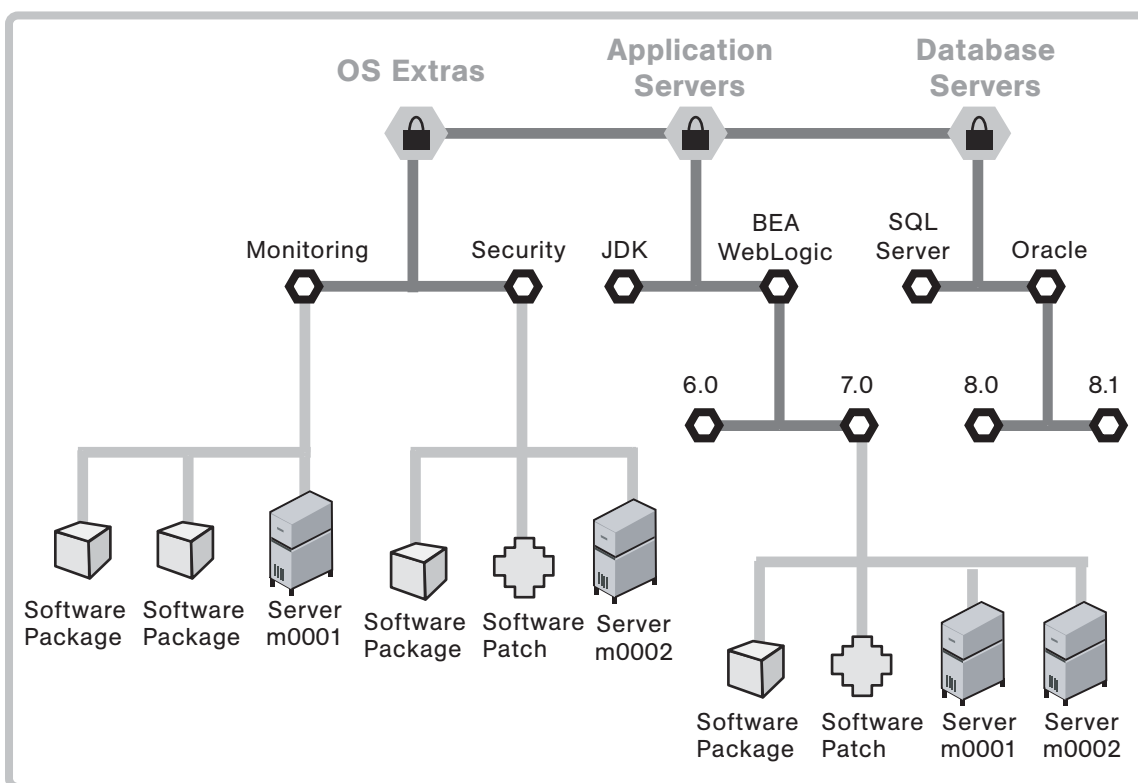 OS Extras
Application
Servers
Database
Servers
Monitoring
Security
JDK
BEA
WebLogic
SQL
Server
Oracle
6.0
7.0
8.0
8.1
Software
Package
Software
Package
Server
m0001
Software
Package
Software
Patch
Server
m0002
Software
Package
Software
Patch
Server
m0001
Server
m0002